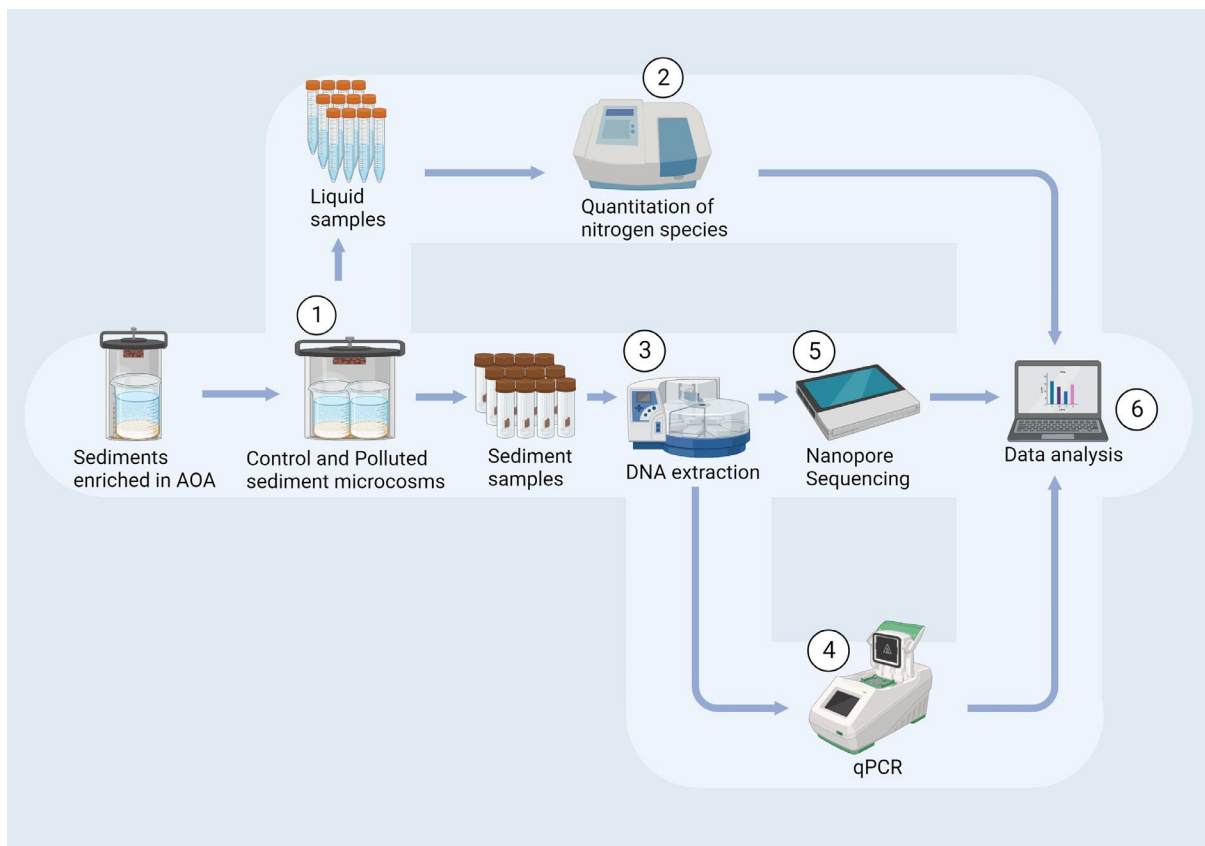 2
Liquid
samples
Quantitation of
nitrogen species
1
3
5
6
Sediments
enriched in AOA
Control and Polluted
sediment microcosms
Sediment
samples
DNA extraction
Nanopore
Sequencing
Data analysis
4
qPCR